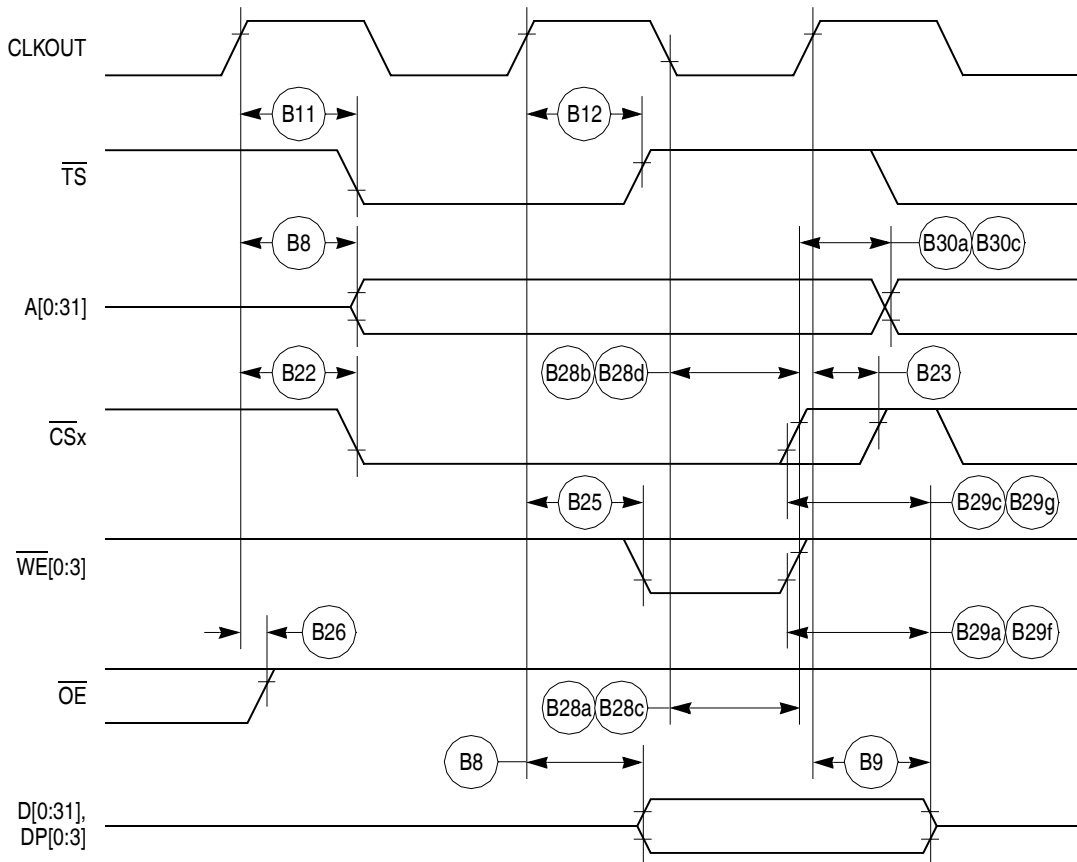 CLKOUT
B11
B12
TS
B8
B30a B30c
A[0:31]
B22
B28b B28d
B23
CSx
B25
B29c B29g
WE[0:3]
B26
B29a B29f
OE
B28a B28c
B8
B9
D[0:31],
DP[0:3]